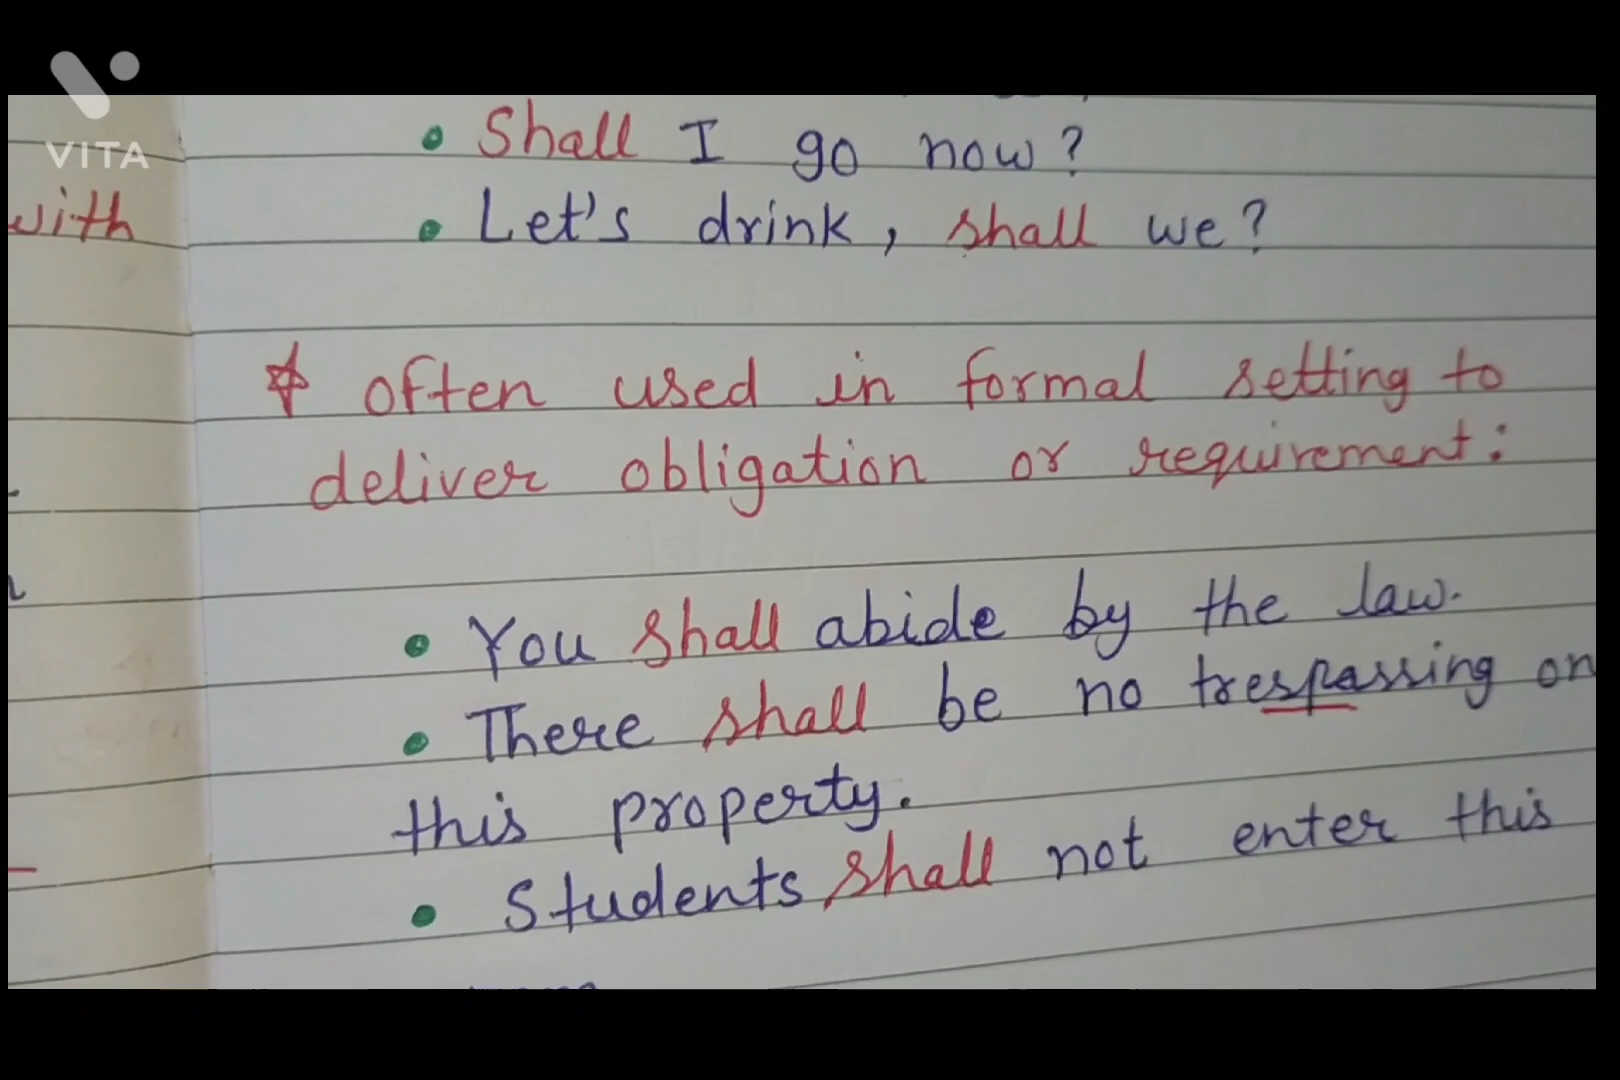 VITA
with
• Shall I go now?
• Let's drink, shall we?
☆ often used in formal setting to
deliver obligation or requirement:
• You shall abide by the law.
• There shall be no trespassing on
this property.
• Students shall not enter this